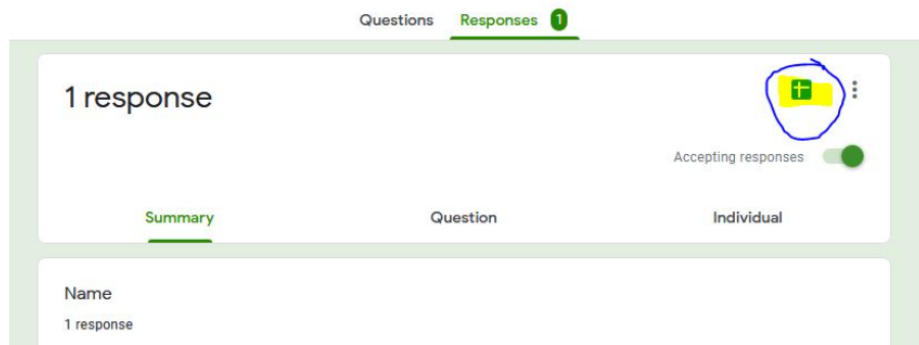 Questions Responses 1
1 response
Accepting responses
Summary Question Individual
Name
1 response